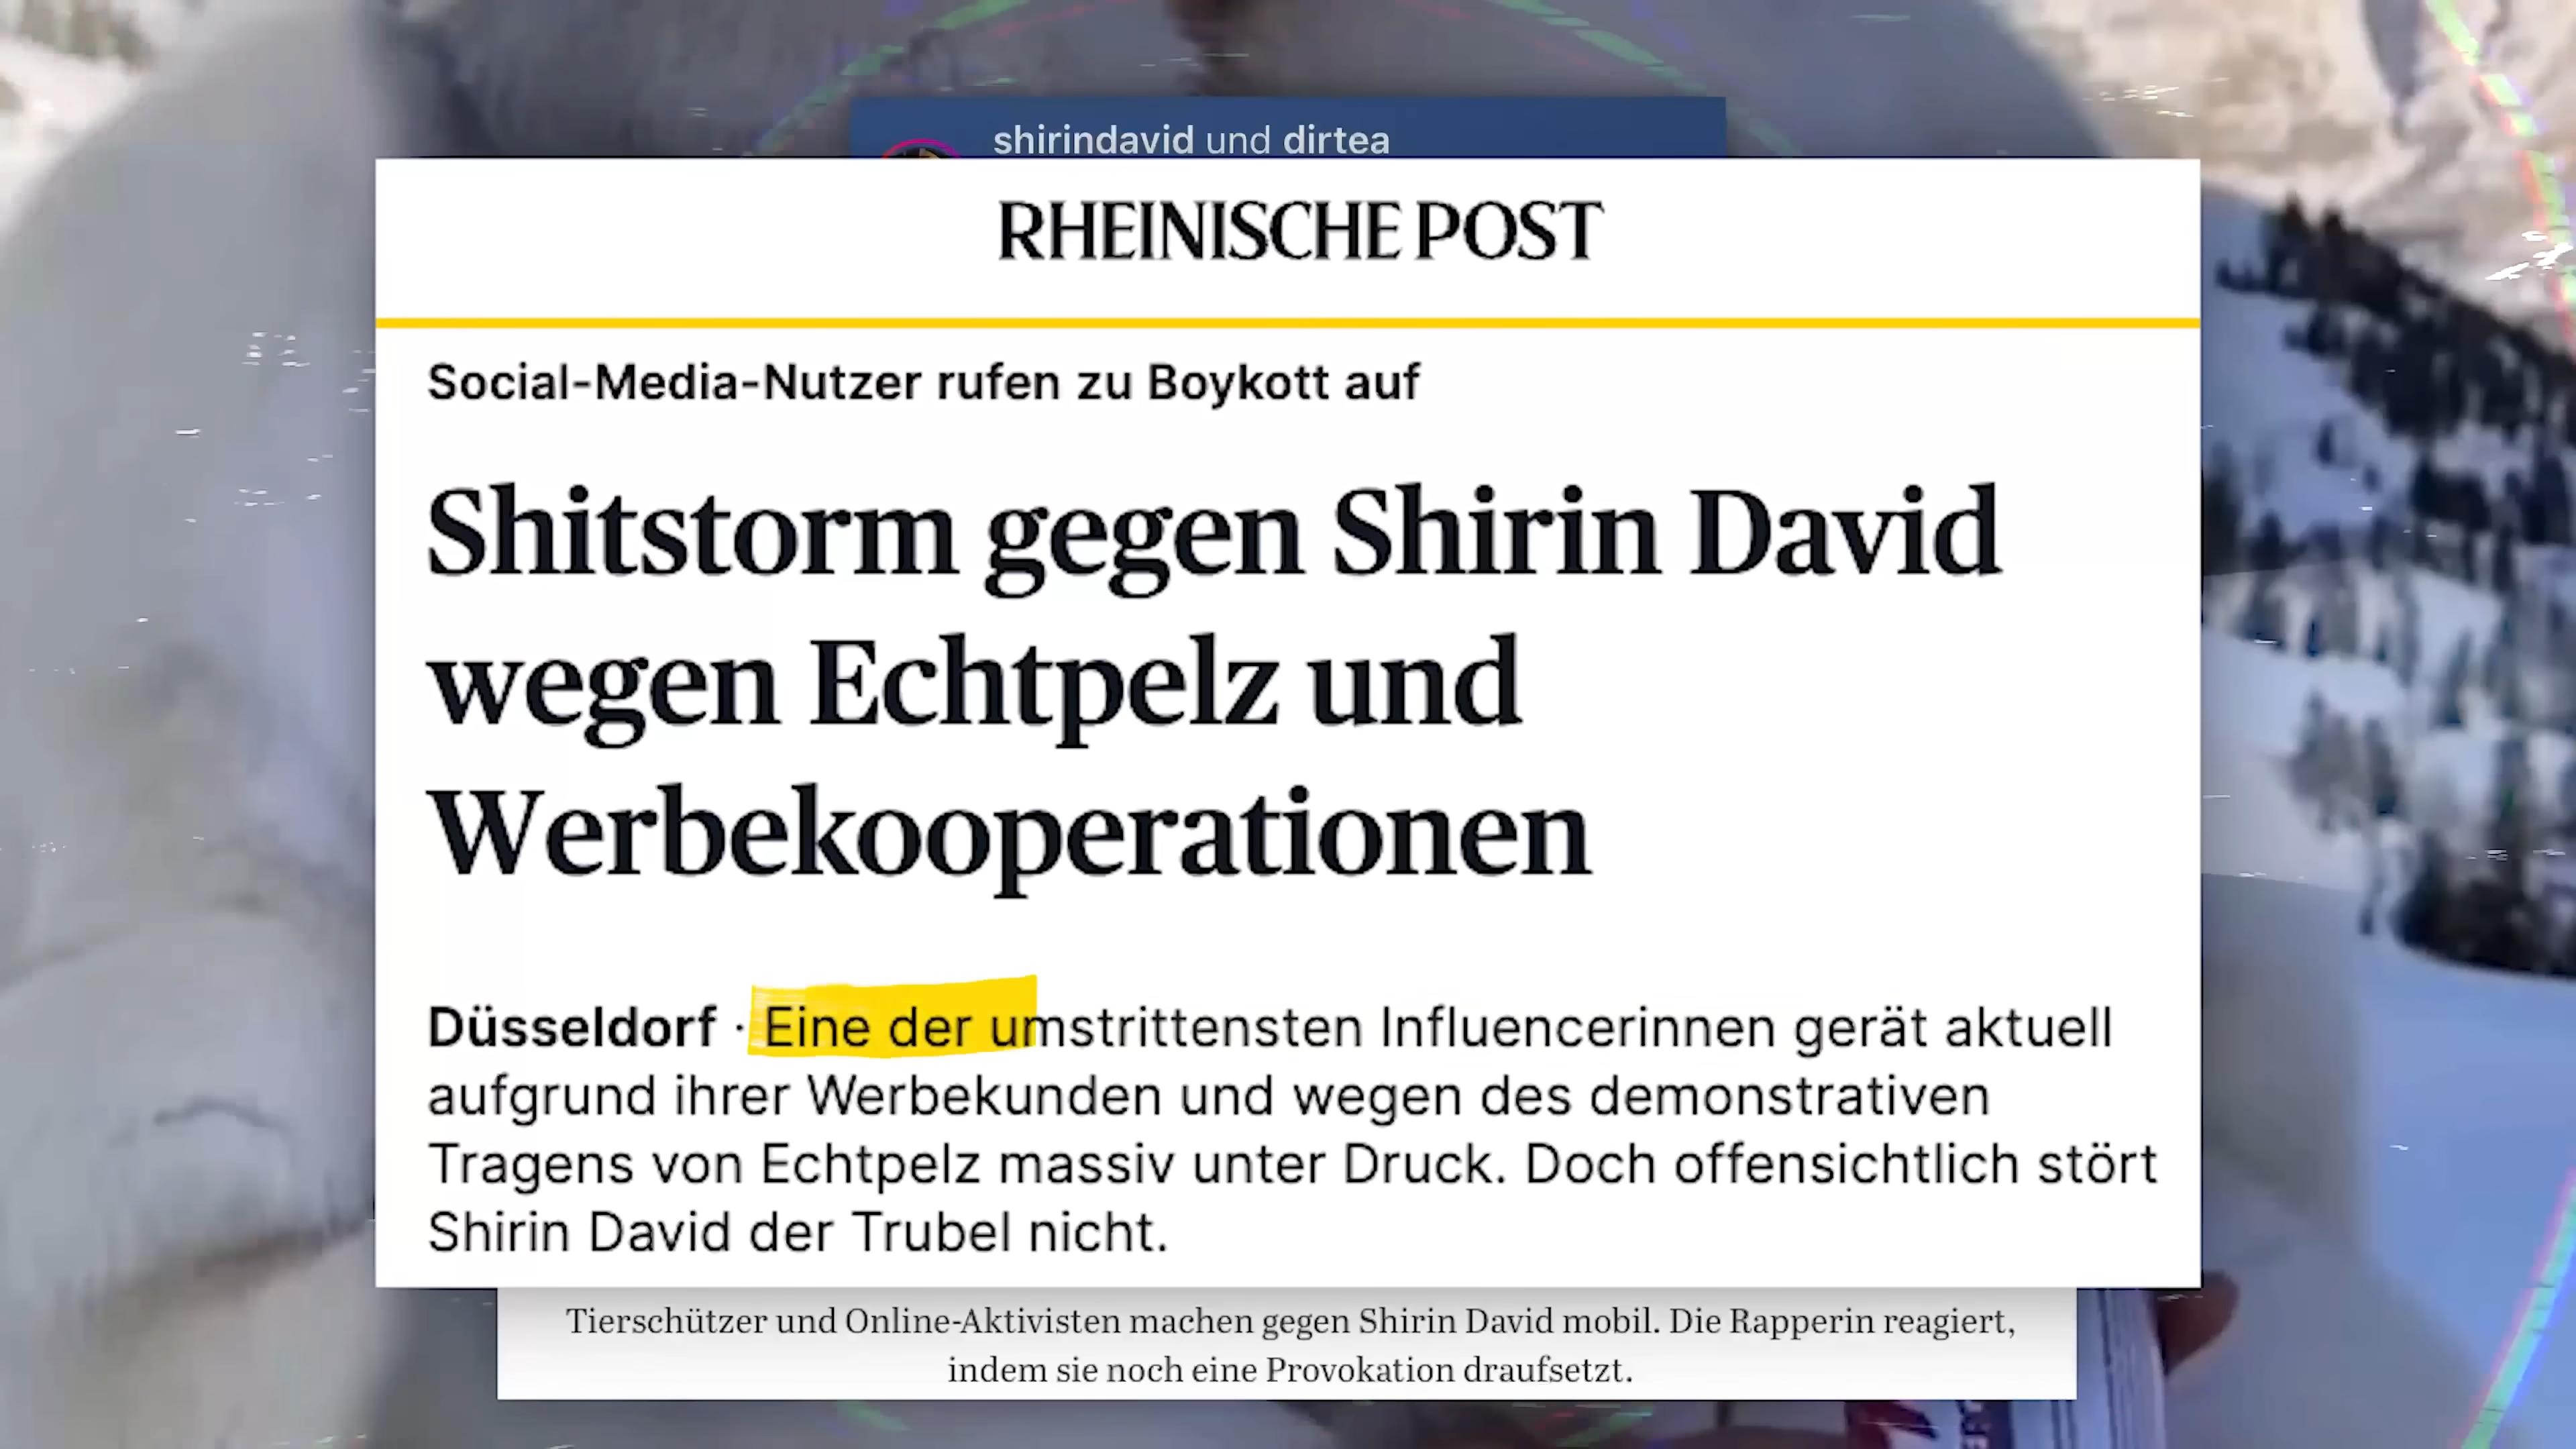 shirindavid und dirtea
RHEINISCHE POST
Social-Media-Nutzer rufen zu Boykott auf
Shitstorm gegen Shirin David
wegen Echtpelz und
Werbekooperationen
Düsseldorf · Eine der umstrittensten Influencerinnen gerät aktuell
aufgrund ihrer Werbekunden und wegen des demonstrativen
Tragens von Echtpelz massiv unter Druck. Doch offensichtlich stört
Shirin David der Trubel nicht.
Tierschützer und Online-Aktivisten machen gegen Shirin David mobil. Die Rapperin reagiert,
indem sie noch eine Provokation draufsetzt.